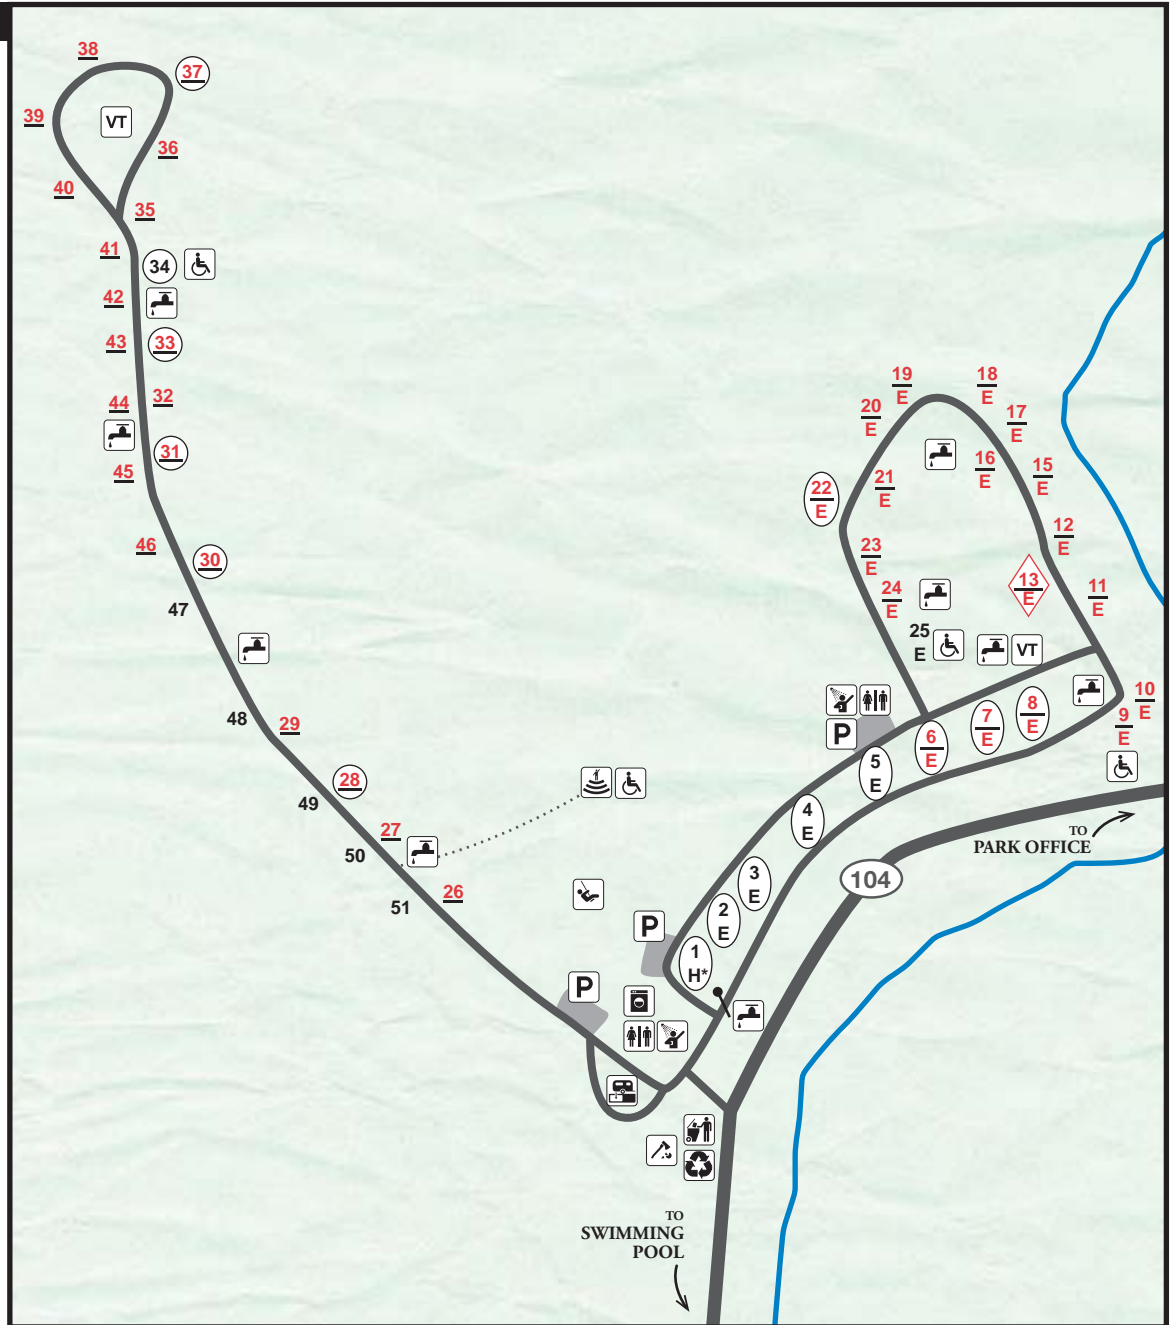 38
37
39
VT
36
40
35
41
34
42
43
33
32
44
31
45
46
30
47
48
29
28
49
27
50
26
51
19
E
18
E
20
E
17
E
16
E
15
E
21
E
22
E
12
E
23
E
13
E
24
E
11
E
25
E
VT
10
E
9
E
8
E
7
E
6
E
P
5
E
4
E
3
E
2
E
1
H*
P
P
TO
PARK OFFICE
104
TO
SWIMMING
POOL